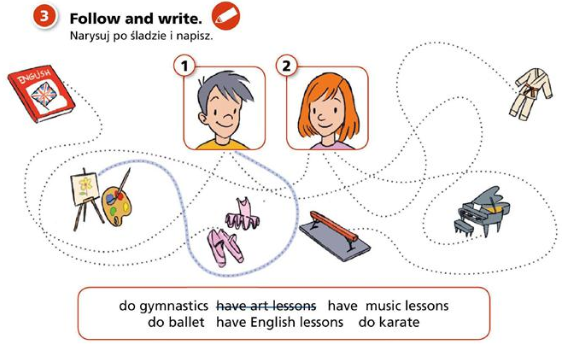 3 Follow and write.
Narysuj po śladzie i napisz.
1 2
ENGLISH
do gymnastics have art lessons have music lessons
do ballet have English lessons do karate